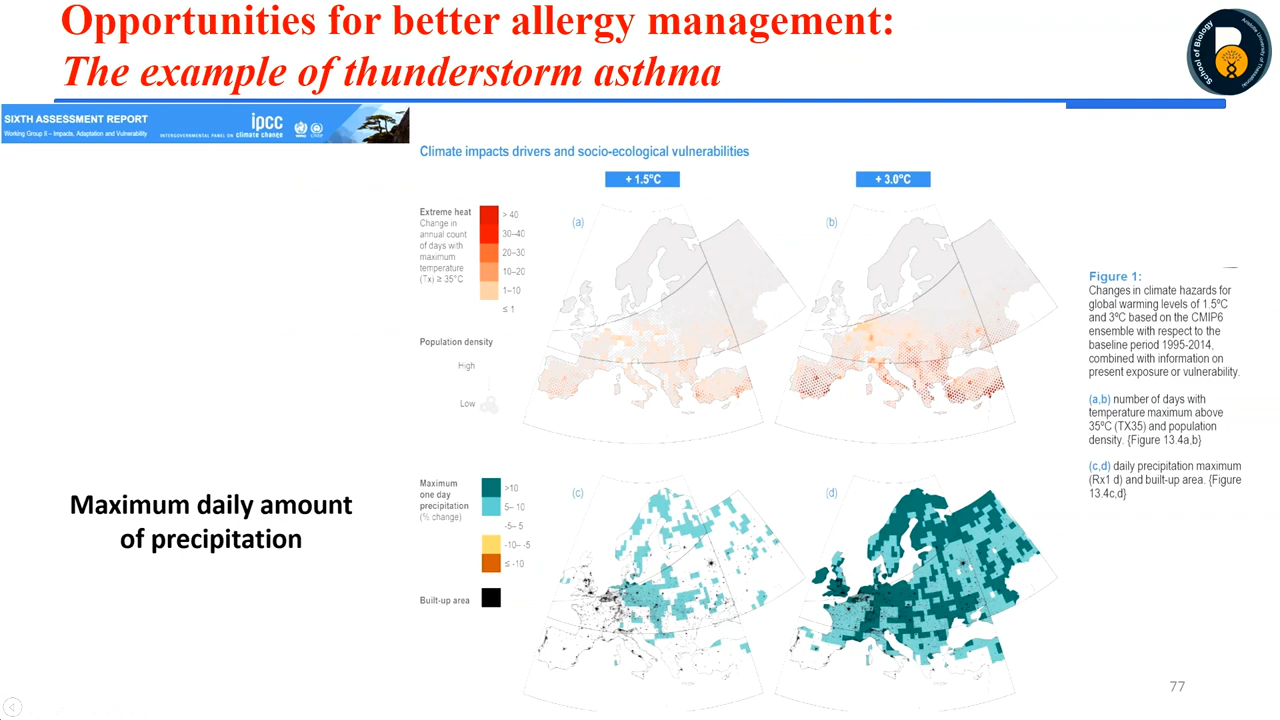 Opportunities for better allergy management:
The example of thunderstorm asthma
School of Biology
Aristotle University of Thessaloniki
SIXTH ASSESSMENT REPORT
Working Group II – Impacts, Adaptation and Vulnerability
ipcc
INTERGOVERNMENTAL PANEL ON climate change
Climate impacts drivers and socio-ecological vulnerabilities
+ 1.5°C
+ 3.0°C
Extreme heat
Change in
annual count
of days with
maximum
temperature
(Tx) ≥ 35°C
> 40
30–40
20–30
10–20
1–10
≤ 1
(a)
(b)
Population density
High
Low
Figure 1:
Changes in climate hazards for
global warming levels of 1.5ºC
and 3ºC based on the CMIP6
ensemble with respect to the
baseline period 1995-2014,
combined with information on
present exposure or vulnerability.
(a,b) number of days with
temperature maximum above
35ºC (TX35) and population
density. {Figure 13.4a,b}
(c,d) daily precipitation maximum
(Rx1 d) and built-up area. {Figure
13.4c,d}
Maximum daily amount
of precipitation
Maximum
one day
precipitation
(% change)
>10
5– 10
-5– 5
-10– -5
≤ -10
Built-up area
(c)
(d)
77